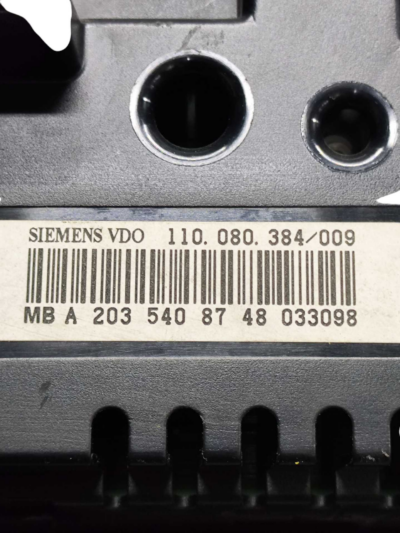 SIEMENS VDO 110.080.384/009
MB A 203 540 87 48 033098